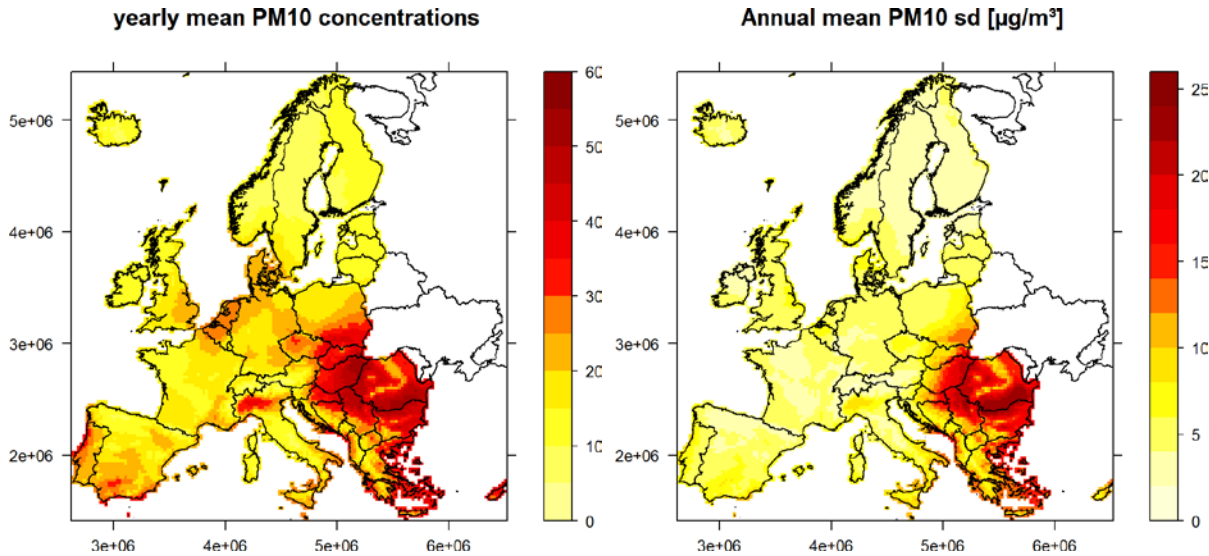 yearly mean PM10 concentrations
60
50
40
30
20
10
0
5e+06
4e+06
3e+06
2e+06
3e+06 4e+06 5e+06 6e+06
Annual mean PM10 sd [µg/m³]
25
20
15
10
5
0
5e+06
4e+06
3e+06
2e+06
3e+06 4e+06 5e+06 6e+06